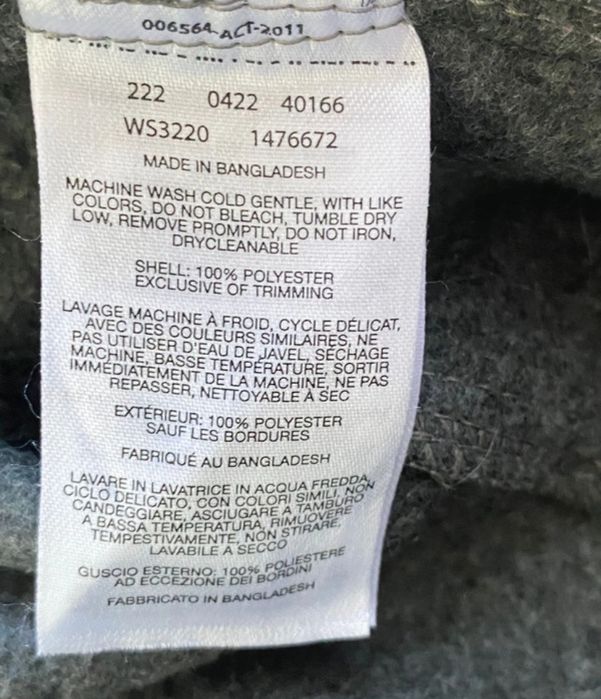 006564 ACT-2011
222 0422 40166
WS3220 1476672
MADE IN BANGLADESH
MACHINE WASH COLD GENTLE, WITH LIKE
COLORS, DO NOT BLEACH, TUMBLE DRY
LOW, REMOVE PROMPTLY, DO NOT IRON,
DRYCLEANABLE
SHELL: 100% POLYESTER
EXCLUSIVE OF TRIMMING
LAVAGE MACHINE À FROID, CYCLE DÉLICAT,
AVEC DES COULEURS SIMILAIRES, NE
PAS UTILISER D'EAU DE JAVEL, SÉCHAGE
MACHINE, BASSE TEMPÉRATURE, SORTIR
IMMÉDIATEMENT DE LA MACHINE, NE PAS
REPASSER, NETTOYABLE À SEC
EXTÉRIEUR: 100% POLYESTER
SAUF LES BORDURES
FABRIQUÉ AU BANGLADESH
LAVARE IN LAVATRICE IN ACQUA FREDDA,
CICLO DELICATO, CON COLORI SIMILI, NON
CANDEGGIARE, ASCIUGARE A TAMBURO
A BASSA TEMPERATURA, RIMUOVERE
TEMPESTIVAMENTE, NON STIRARE,
LAVABILE A SECCO
GUSCIO ESTERNO: 100% POLIESTERE
AD ECCEZIONE DEI BORDINI
FABBRICATO IN BANGLADESH